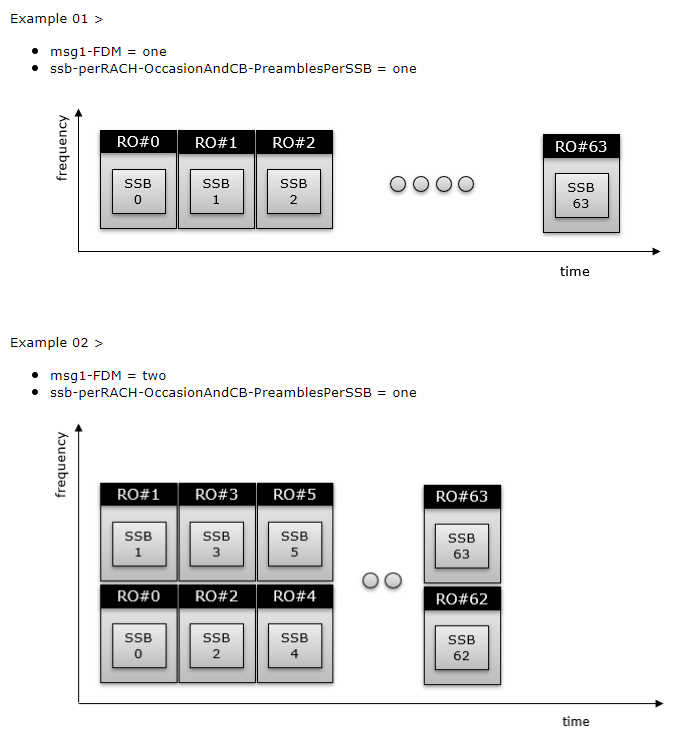 Example 01 >
msg1-FDM = one
ssb-perRACH-OccasionAndCB-PreamblesPerSSB = one
frequency
RO#0 RO#1 RO#2 RO#63
SSB SSB SSB SSB
0 1 2 63
time
Example 02 >
msg1-FDM = two
ssb-perRACH-OccasionAndCB-PreamblesPerSSB = one
frequency
RO#1 RO#3 RO#5 RO#63
SSB SSB SSB SSB
1 3 5 63
RO#0 RO#2 RO#4 RO#62
SSB SSB SSB SSB
0 2 4 62
time